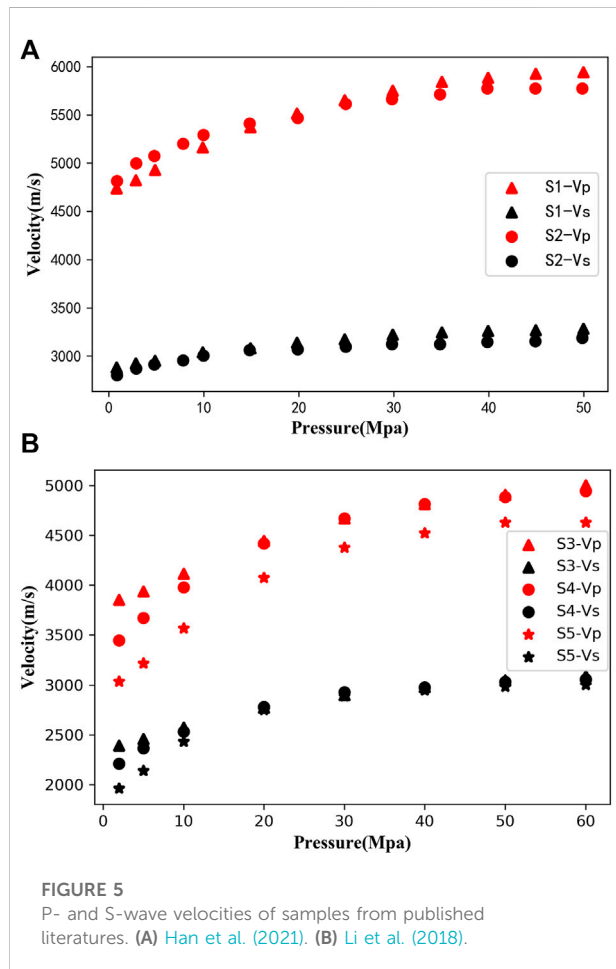 A
6000
5500
5000
4500
4000
3500
3000
Velocity(m/s)
S1-Vp
S1-Vs
S2-Vp
S2-Vs
0 10 20 30 40 50
Pressure(Mpa)
B
5000
4500
4000
3500
3000
2500
2000
Velocity(m/s)
S3-Vp
S3-Vs
S4-Vp
S4-Vs
S5-Vp
S5-Vs
0 10 20 30 40 50 60
Pressure(Mpa)
FIGURE 5
P- and S-wave velocities of samples from published
literatures. (A) Han et al. (2021). (B) Li et al. (2018).